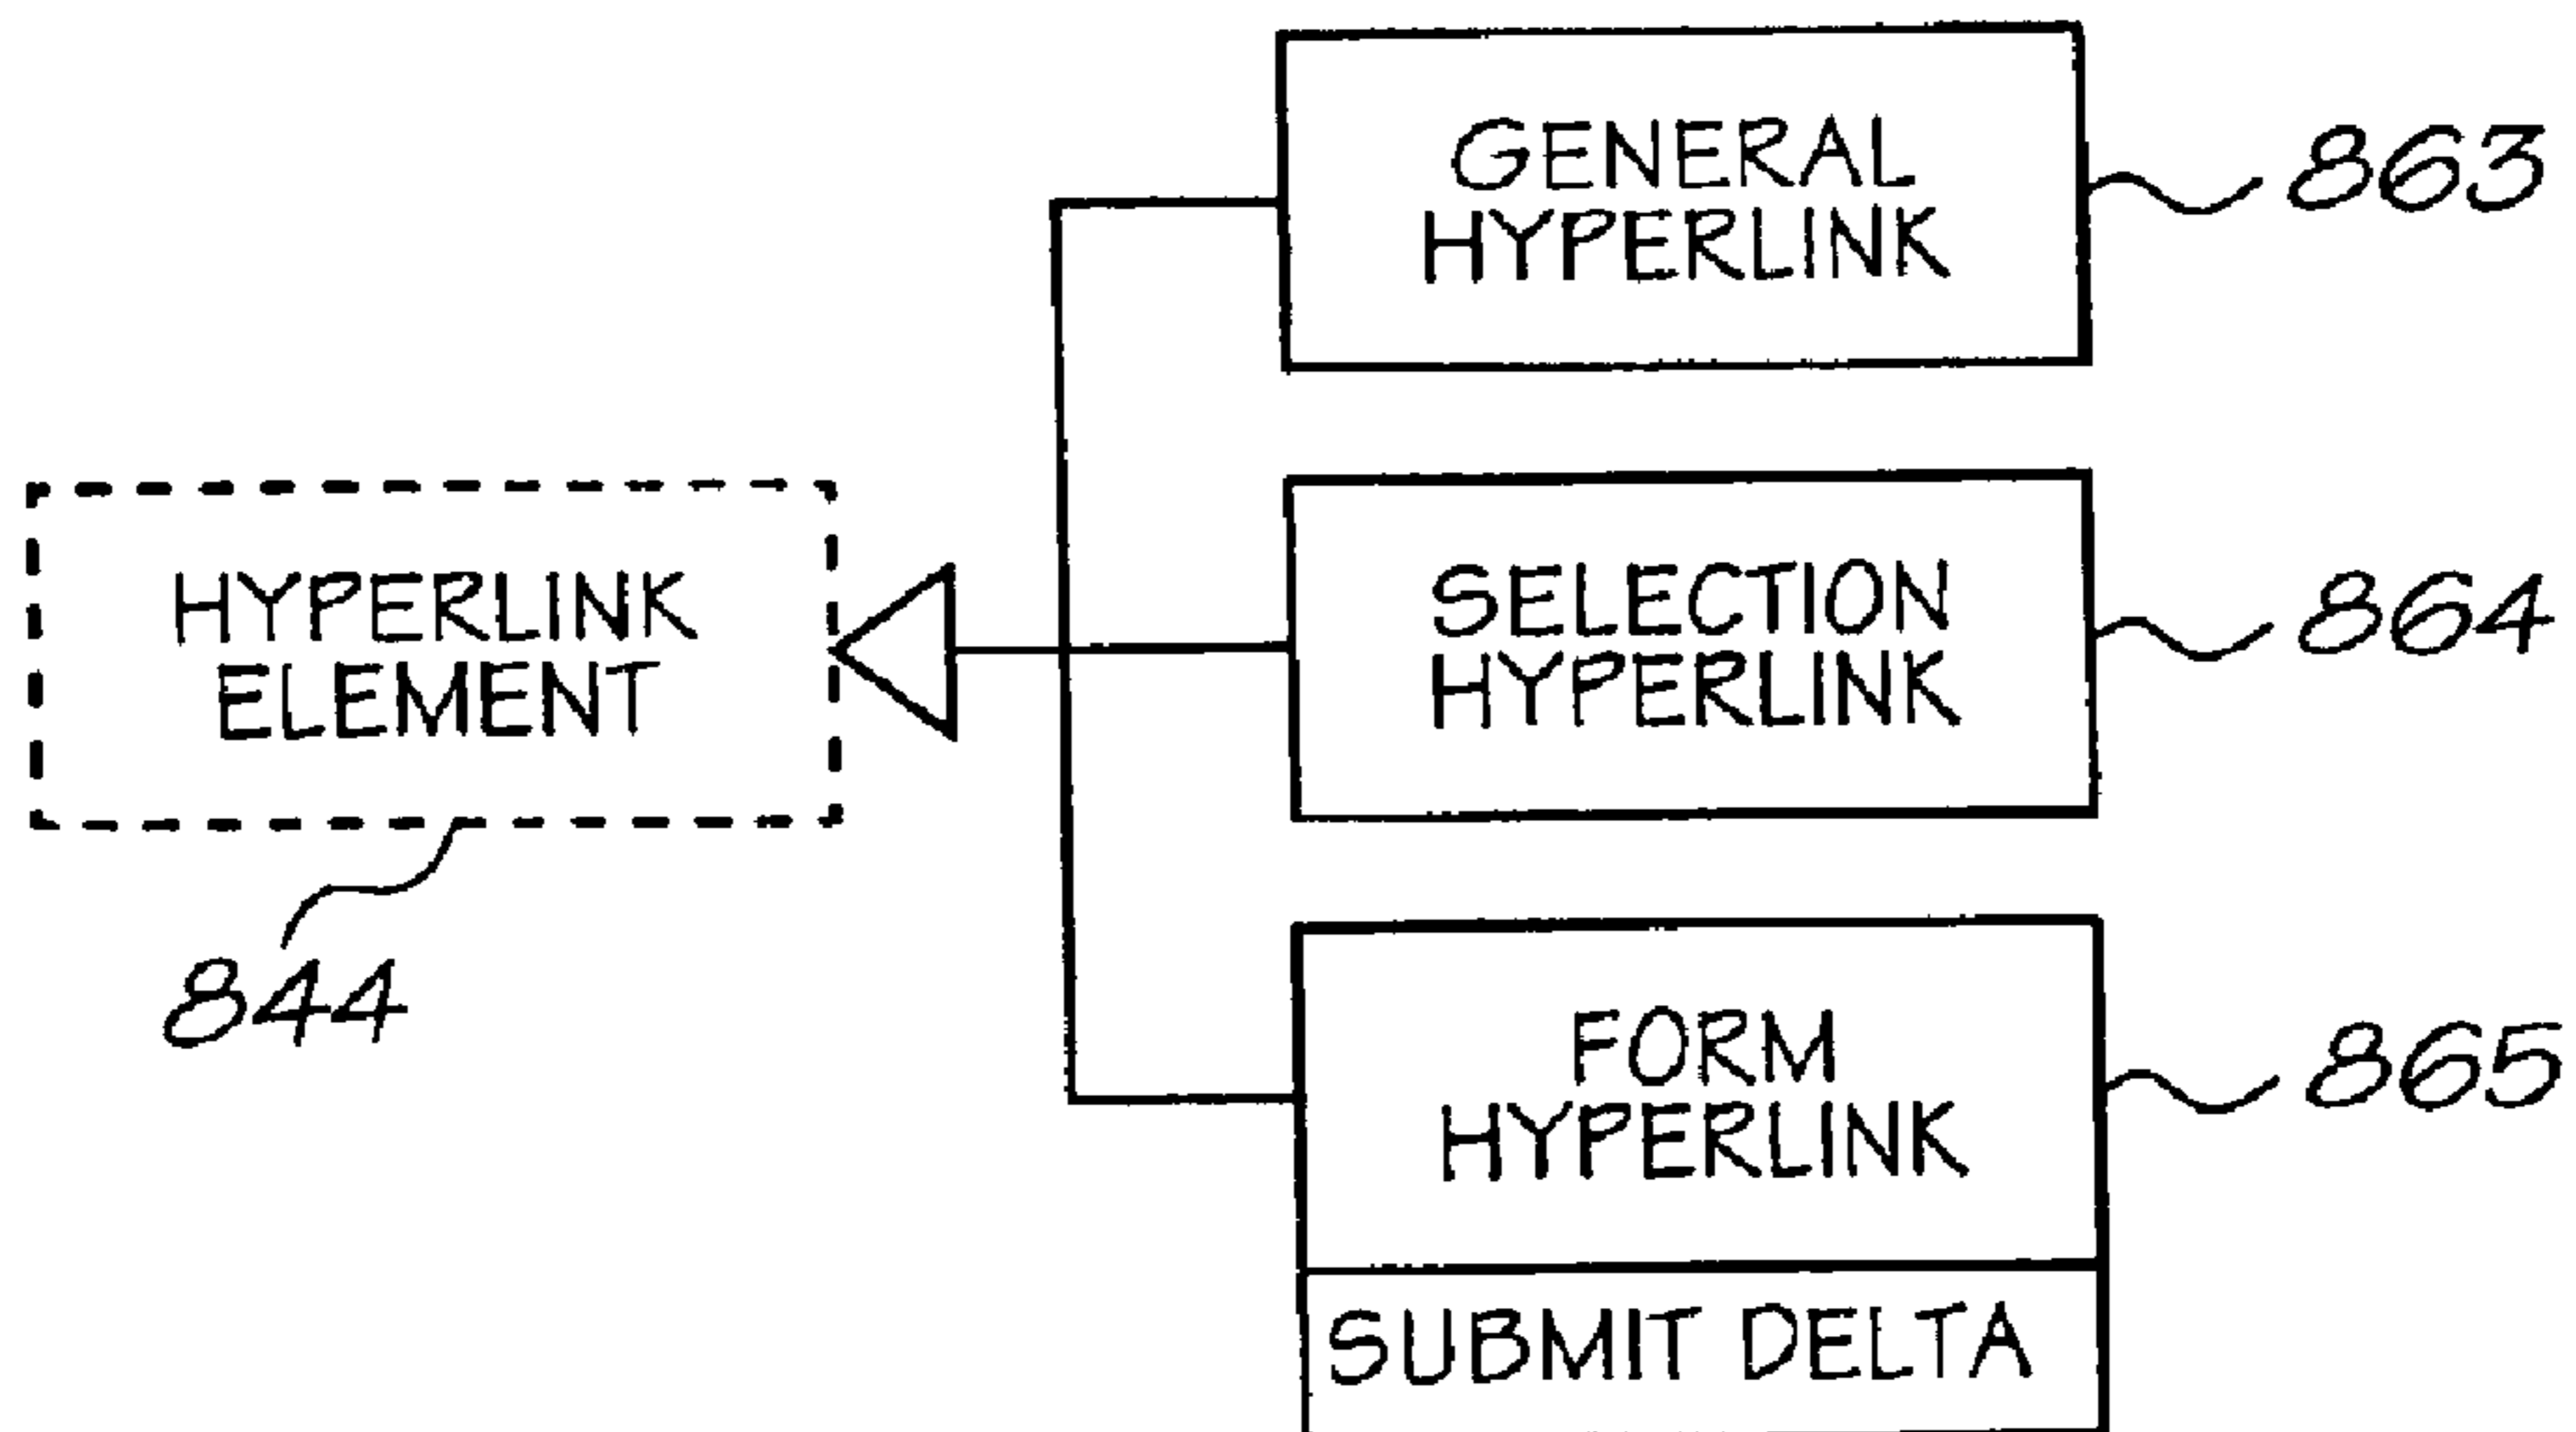 GENERAL
HYPERLINK
863
HYPERLINK
ELEMENT
844
SELECTION
HYPERLINK
864
FORM
HYPERLINK
865
SUBMIT DELTA